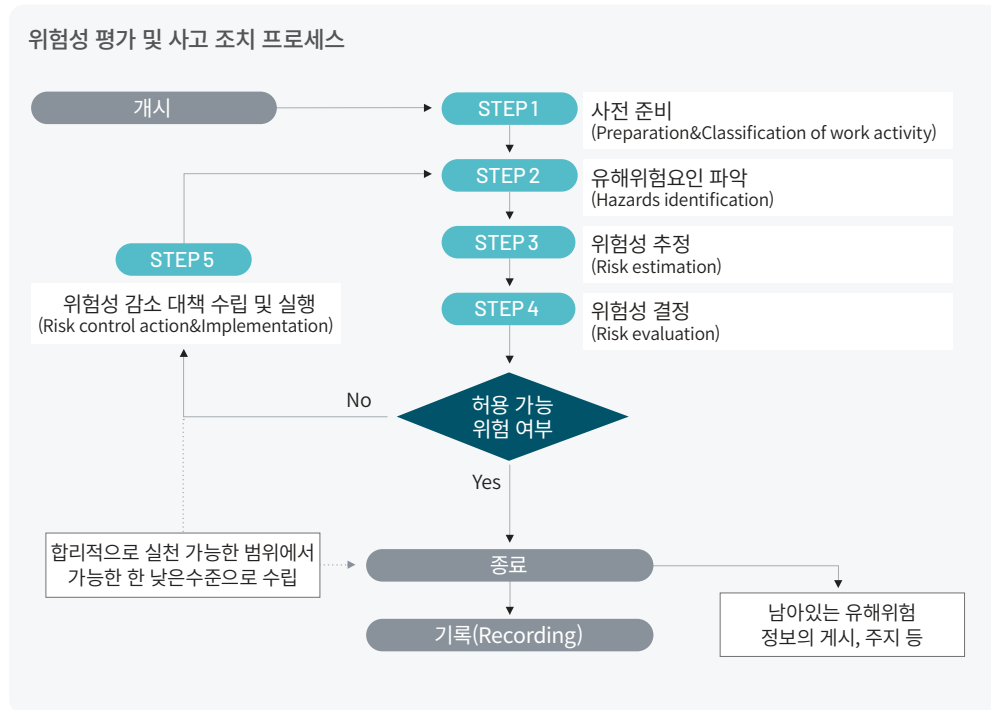 위험성 평가 및 사고 조치 프로세스
개시
STEP 1
사전 준비
(Preparation&Classification of work activity)
STEP 2
유해위험요인 파악
(Hazards identification)
STEP 3
위험성 추정
(Risk estimation)
STEP 4
위험성 결정
(Risk evaluation)
STEP 5
위험성 감소 대책 수립 및 실행
(Risk control action&Implementation)
허용 가능
위험 여부
No
Yes
합리적으로 실천 가능한 범위에서
가능한 한 낮은수준으로 수립
종료
기록(Recording)
남아있는 유해위험
정보의 게시, 주지 등